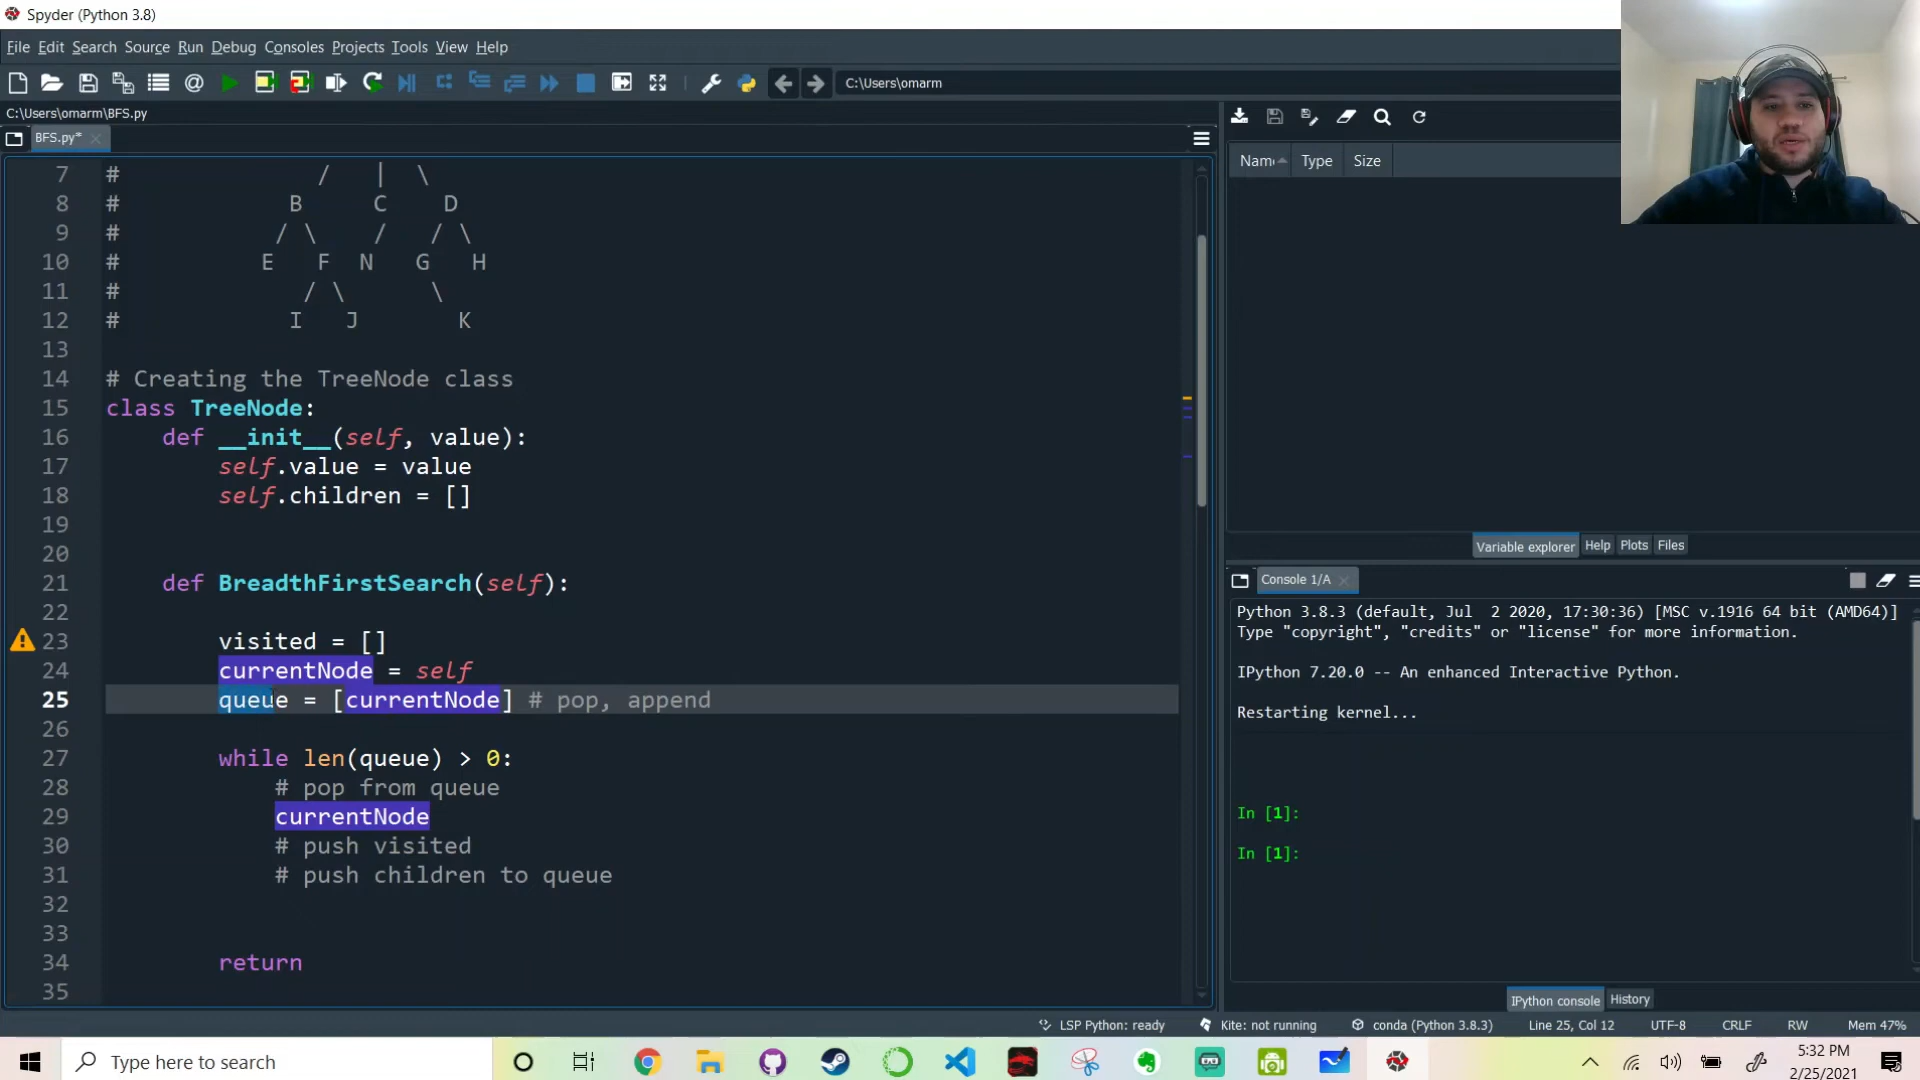 Spyder (Python 3.8)
File Edit Search Source Run Debug Consoles Projects Tools View Help
C:\Users\omarm
C:\Users\omarm\BFS.py
BFS.py*
7 # / | \
8 # B C D
9 # / \ / / \
10 # E F N G H
11 # / \ \
12 # I J K
13
14 # Creating the TreeNode class
15 class TreeNode:
16 def __init__(self, value):
17 self.value = value
18 self.children = []
19
20
21 def BreadthFirstSearch(self):
22
23 visited = []
24 currentNode = self
25 queue = [currentNode] # pop, append
26
27 while len(queue) > 0:
28 # pop from queue
29 currentNode
30 # push visited
31 # push children to queue
32
33
34 return
35
Name Type Size
Variable explorer Help Plots Files
Console 1/A
Python 3.8.3 (default, Jul 2 2020, 17:30:36) [MSC v.1916 64 bit (AMD64)]
Type "copyright", "credits" or "license" for more information.
IPython 7.20.0 -- An enhanced Interactive Python.
Restarting kernel...
In [1]:
In [1]:
IPython console History
LSP Python: ready Kite: not running conda (Python 3.8.3) Line 25, Col 12 UTF-8 CRLF RW Mem 47%
Type here to search
5:32 PM
2/25/2021